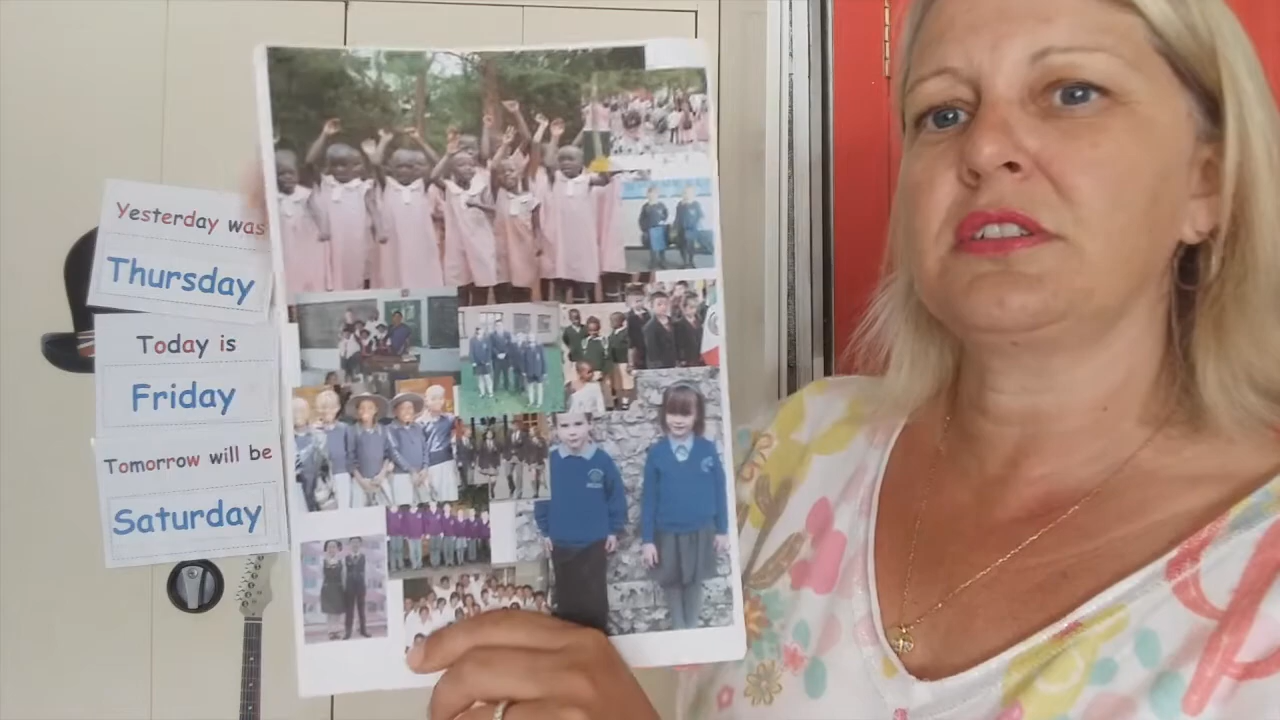 Yesterday was
Thursday
Today is
Friday
Tomorrow will be
Saturday